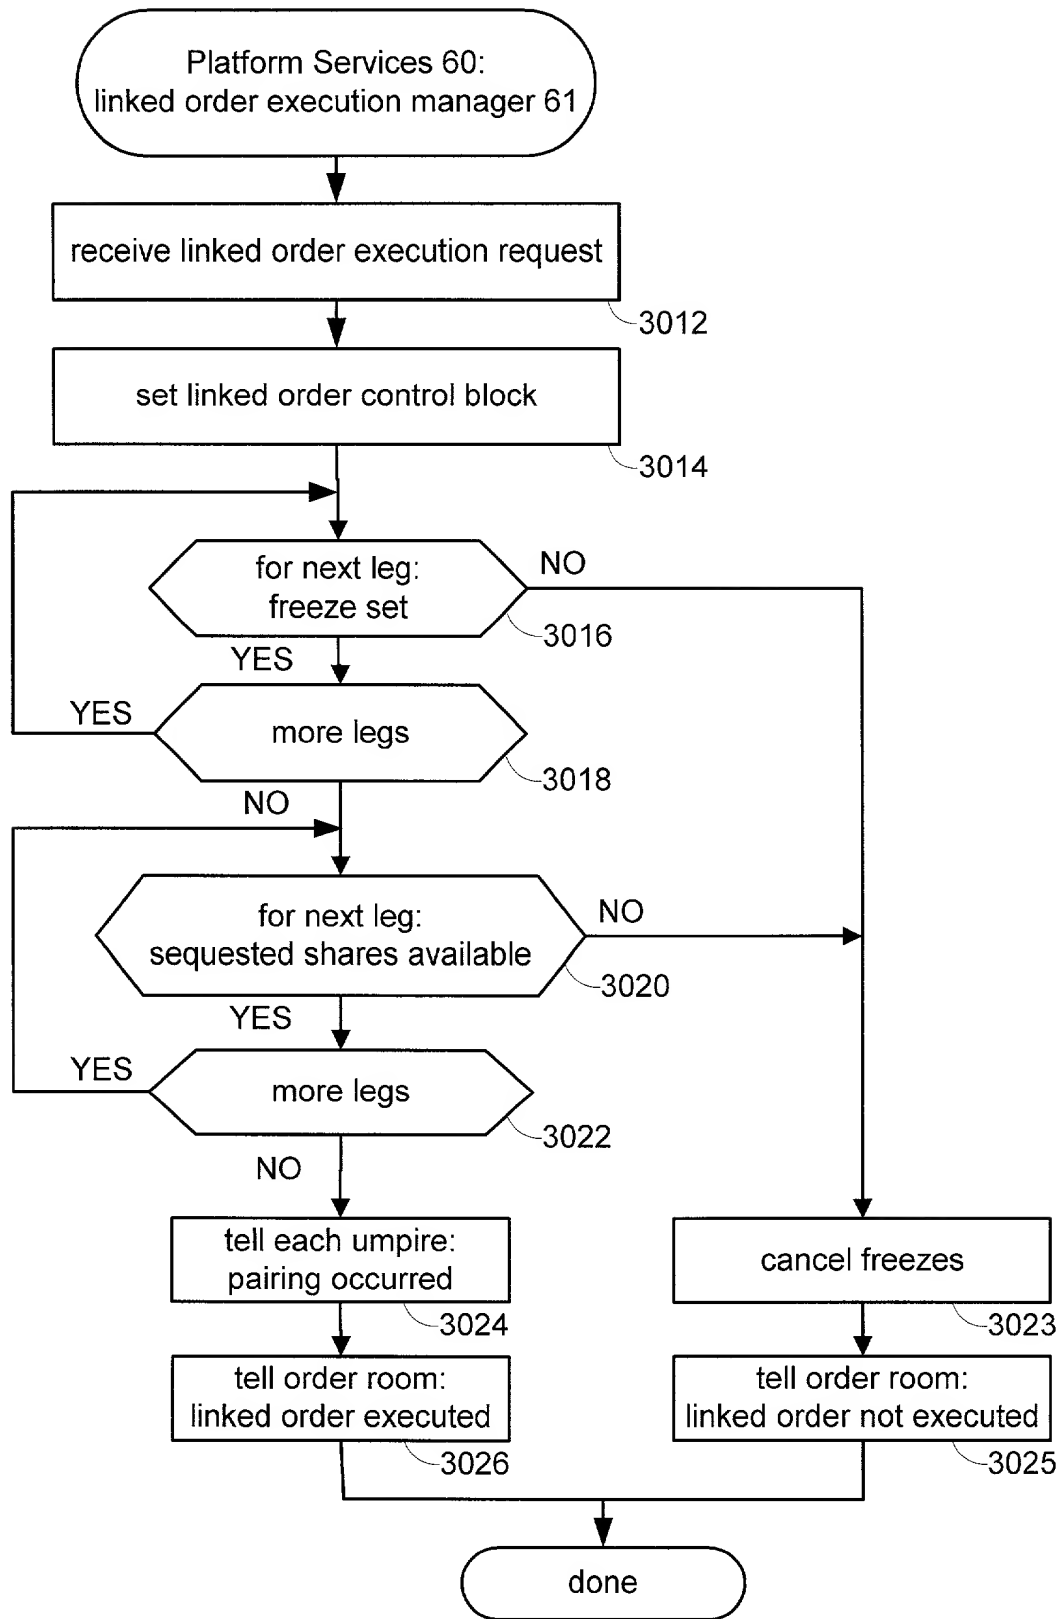 Platform Services 60:
linked order execution manager 61
receive linked order execution request
3012
set linked order control block
3014
for next leg:
freeze set
NO
3016
YES
more legs
YES
3018
NO
for next leg:
sequested shares available
NO
3020
YES
more legs
YES
3022
NO
tell each umpire:
pairing occurred
3024
cancel freezes
3023
tell order room:
linked order executed
3026
tell order room:
linked order not executed
3025
done